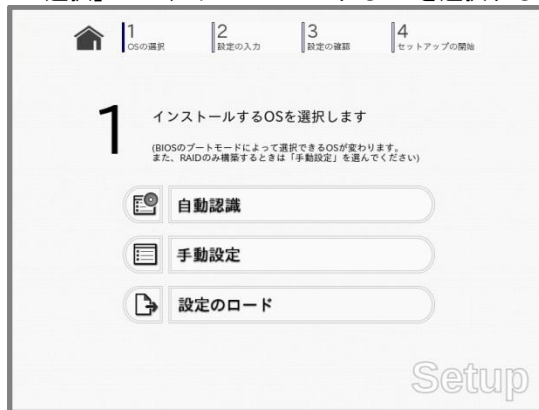 1
OSの選択
2
設定の入力
3
設定の確認
4
セットアップの開始
1
インストールするOSを選択します
(BIOSのブートモードによって選択できるOSが変わります。
また、RAIDのみ構築するときは「手動設定」を選んでください)
自動認識
手動設定
設定のロード
Setup